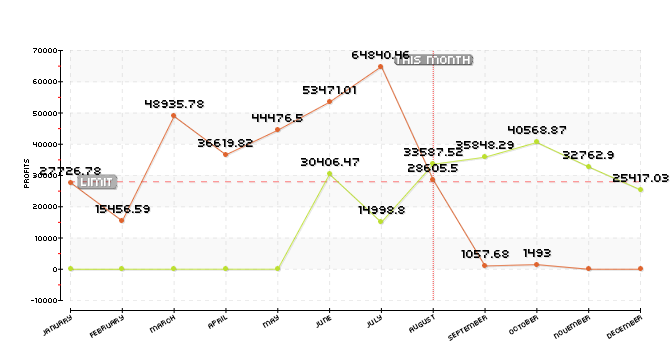 70000
64840.46
THIS MONTH
60000
53471.01
50000
48935.78
44476.5
40568.87
40000
36619.82
35848.29
33587.52
32762.9
30406.47
30000
28605.5
27726.78
LIMIT
25417.03
20000
15456.59
14998.8
10000
1057.68
1493
0
-10000
PROFITS
JANUARY
FEBRUARY
MARCH
APRIL
MAY
JUNE
JULY
AUGUST
SEPTEMBER
OCTOBER
NOVEMBER
DECEMBER